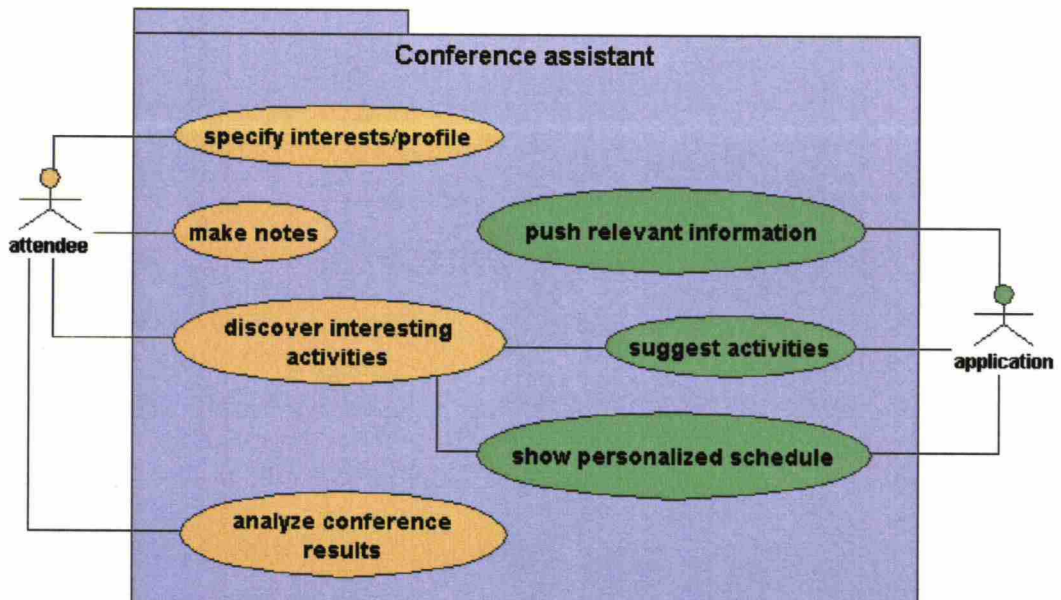 Conference assistant
specify interests/profile
attendee
make notes
push relevant information
discover interesting
activities
suggest activities
application
show personalized schedule
analyze conference
results